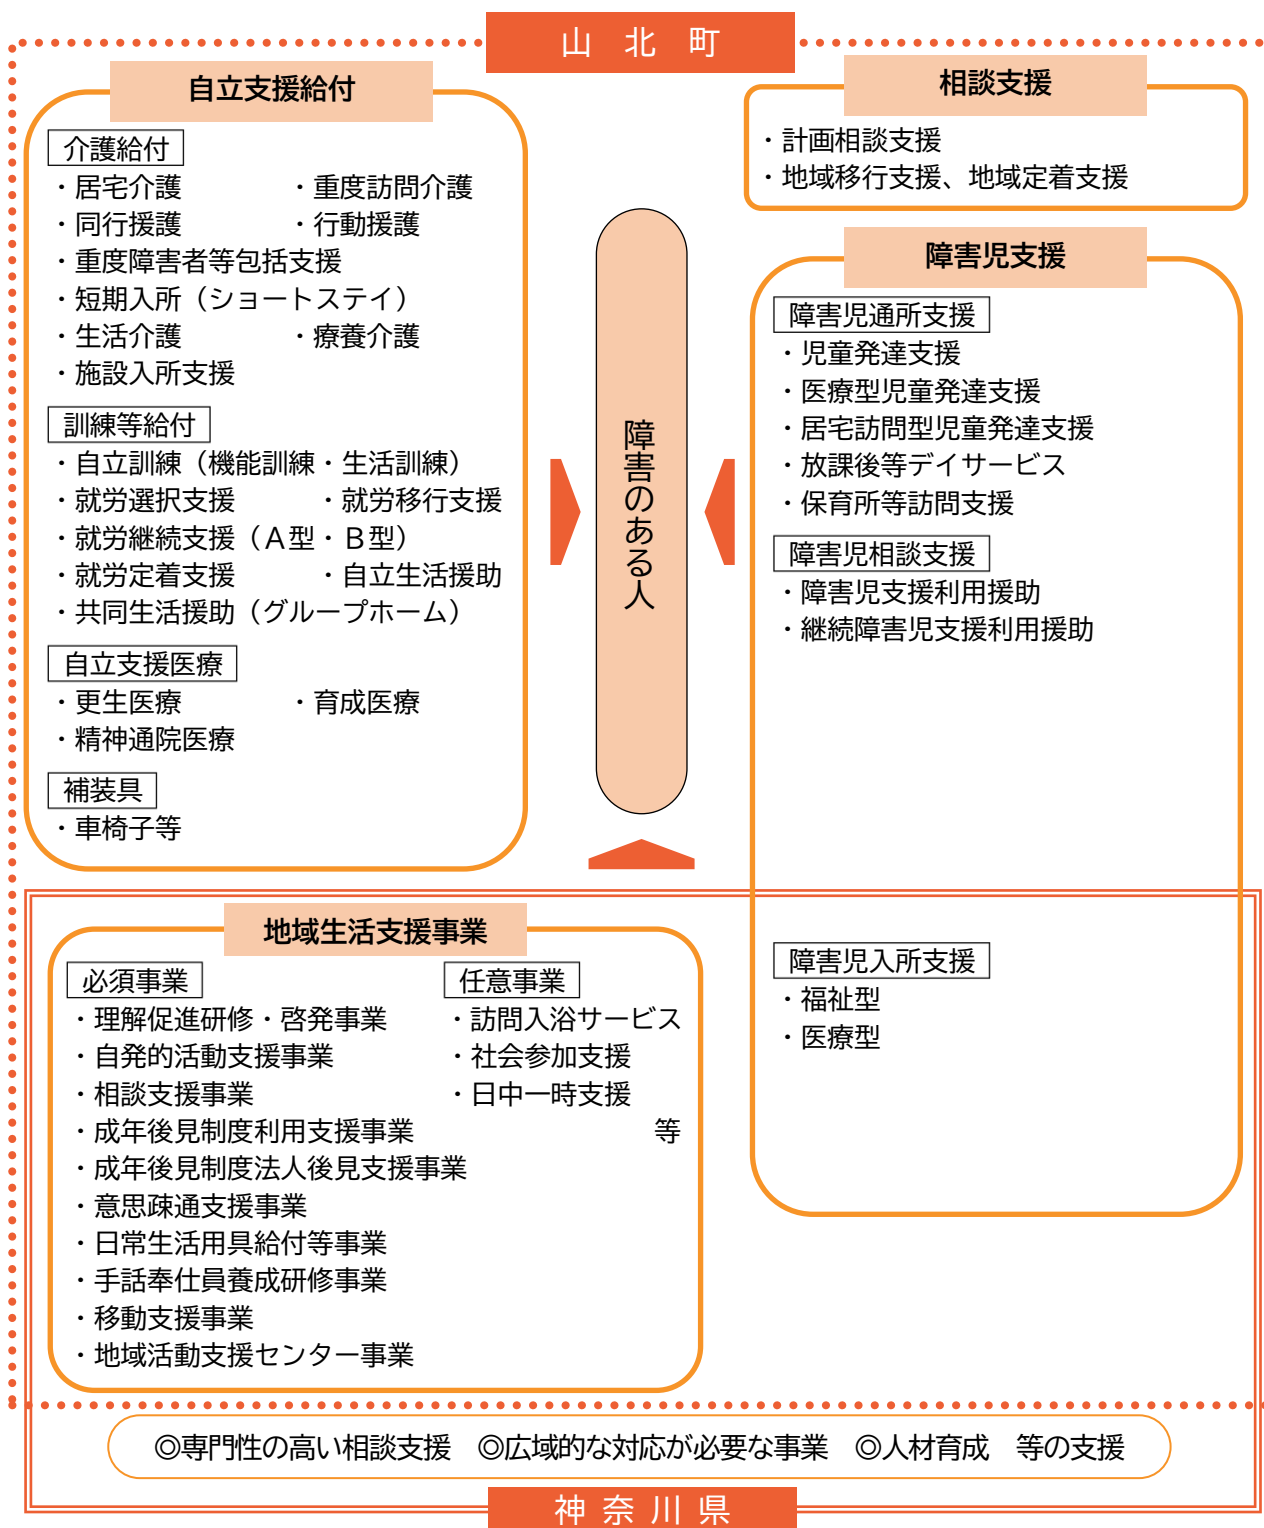 山北町
自立支援給付
介護給付
・居宅介護　・重度訪問介護
・同行援護　・行動援護
・重度障害者等包括支援
・短期入所（ショートステイ）
・生活介護　・療養介護
・施設入所支援
訓練等給付
・自立訓練（機能訓練・生活訓練）
・就労選択支援　・就労移行支援
・就労継続支援（Ａ型・Ｂ型）
・就労定着支援　・自立生活援助
・共同生活援助（グループホーム）
自立支援医療
・更生医療　・育成医療
・精神通院医療
補装具
・車椅子等
障害のある人
相談支援
・計画相談支援
・地域移行支援、地域定着支援
障害児支援
障害児通所支援
・児童発達支援
・医療型児童発達支援
・居宅訪問型児童発達支援
・放課後等デイサービス
・保育所等訪問支援
障害児相談支援
・障害児支援利用援助
・継続障害児支援利用援助
障害児入所支援
・福祉型
・医療型
地域生活支援事業
必須事業
・理解促進研修・啓発事業
・自発的活動支援事業
・相談支援事業
・成年後見制度利用支援事業
・成年後見制度法人後見支援事業
・意思疎通支援事業
・日常生活用具給付等事業
・手話奉仕員養成研修事業
・移動支援事業
・地域活動支援センター事業
任意事業
・訪問入浴サービス
・社会参加支援
・日中一時支援
等
◎専門性の高い相談支援　◎広域的な対応が必要な事業　◎人材育成　等の支援
神奈川県